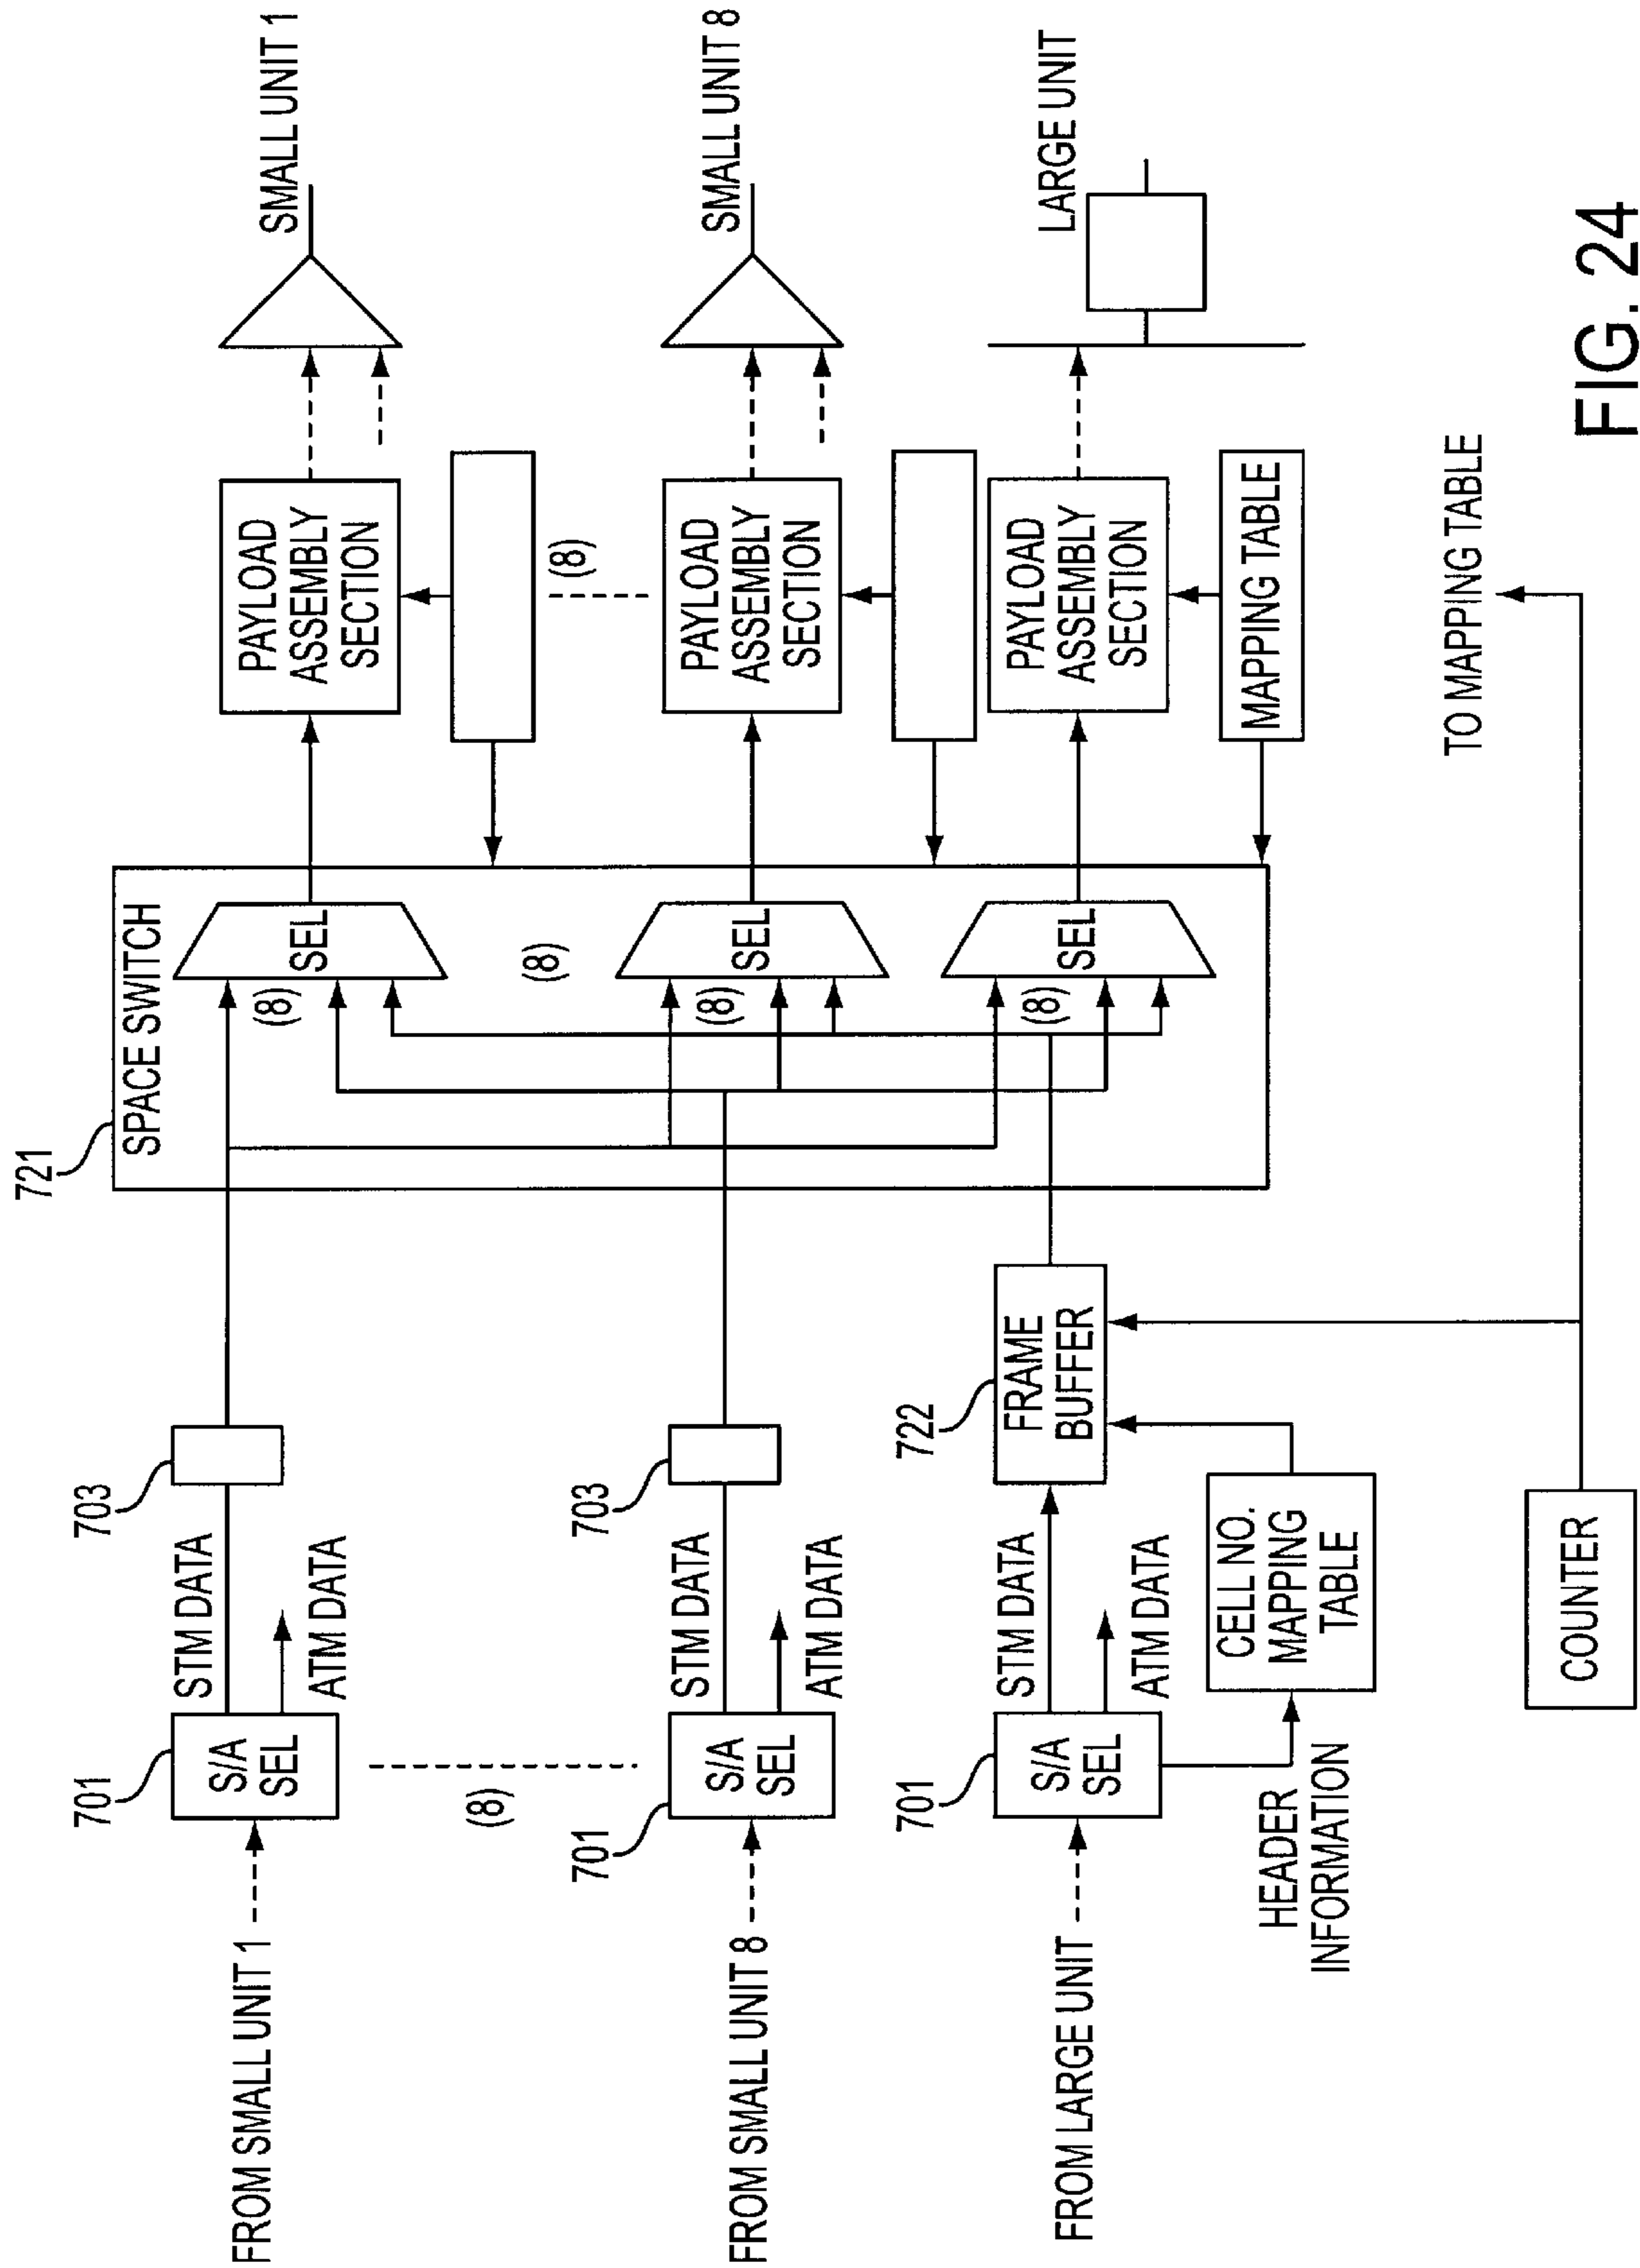 FROM SMALL UNIT 1
701
S/A
SEL
STM DATA
ATM DATA
703
(8)
FROM SMALL UNIT 8
701
S/A
SEL
STM DATA
ATM DATA
703
FROM LARGE UNIT
701
S/A
SEL
STM DATA
ATM DATA
HEADER
INFORMATION
CELL NO.
MAPPING
TABLE
722
FRAME
BUFFER
COUNTER
721
SPACE SWITCH
SEL
(8)
(8)
SEL
(8)
SEL
(8)
PAYLOAD
ASSEMBLY
SECTION
(8)
PAYLOAD
ASSEMBLY
SECTION
PAYLOAD
ASSEMBLY
SECTION
MAPPING TABLE
TO MAPPING TABLE
SMALL UNIT 1
SMALL UNIT 8
LARGE UNIT
FIG. 24